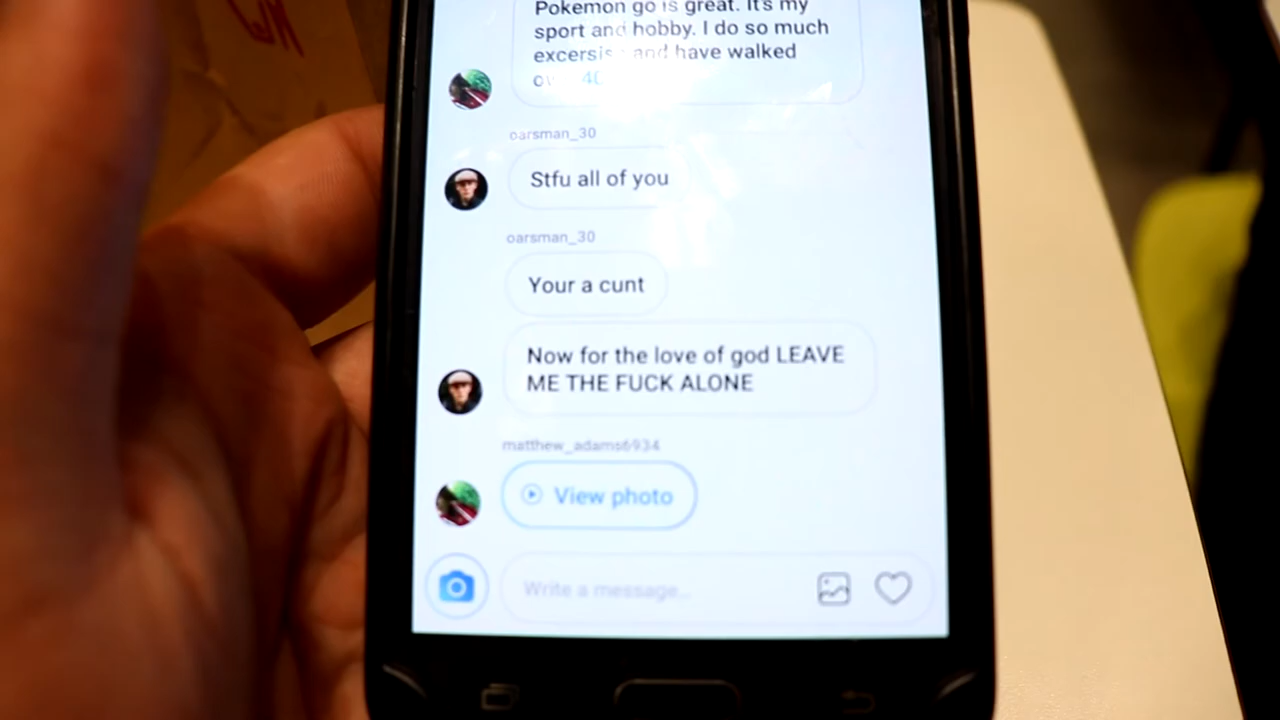 Pokemon go is great. It's my
sport and hobby. I do so much
excersis and have walked
40
oarsman_30
Stfu all of you
oarsman_30
Your a cunt
Now for the love of god LEAVE
ME THE FUCK ALONE
matthew_adams6934
View photo
Write a message...